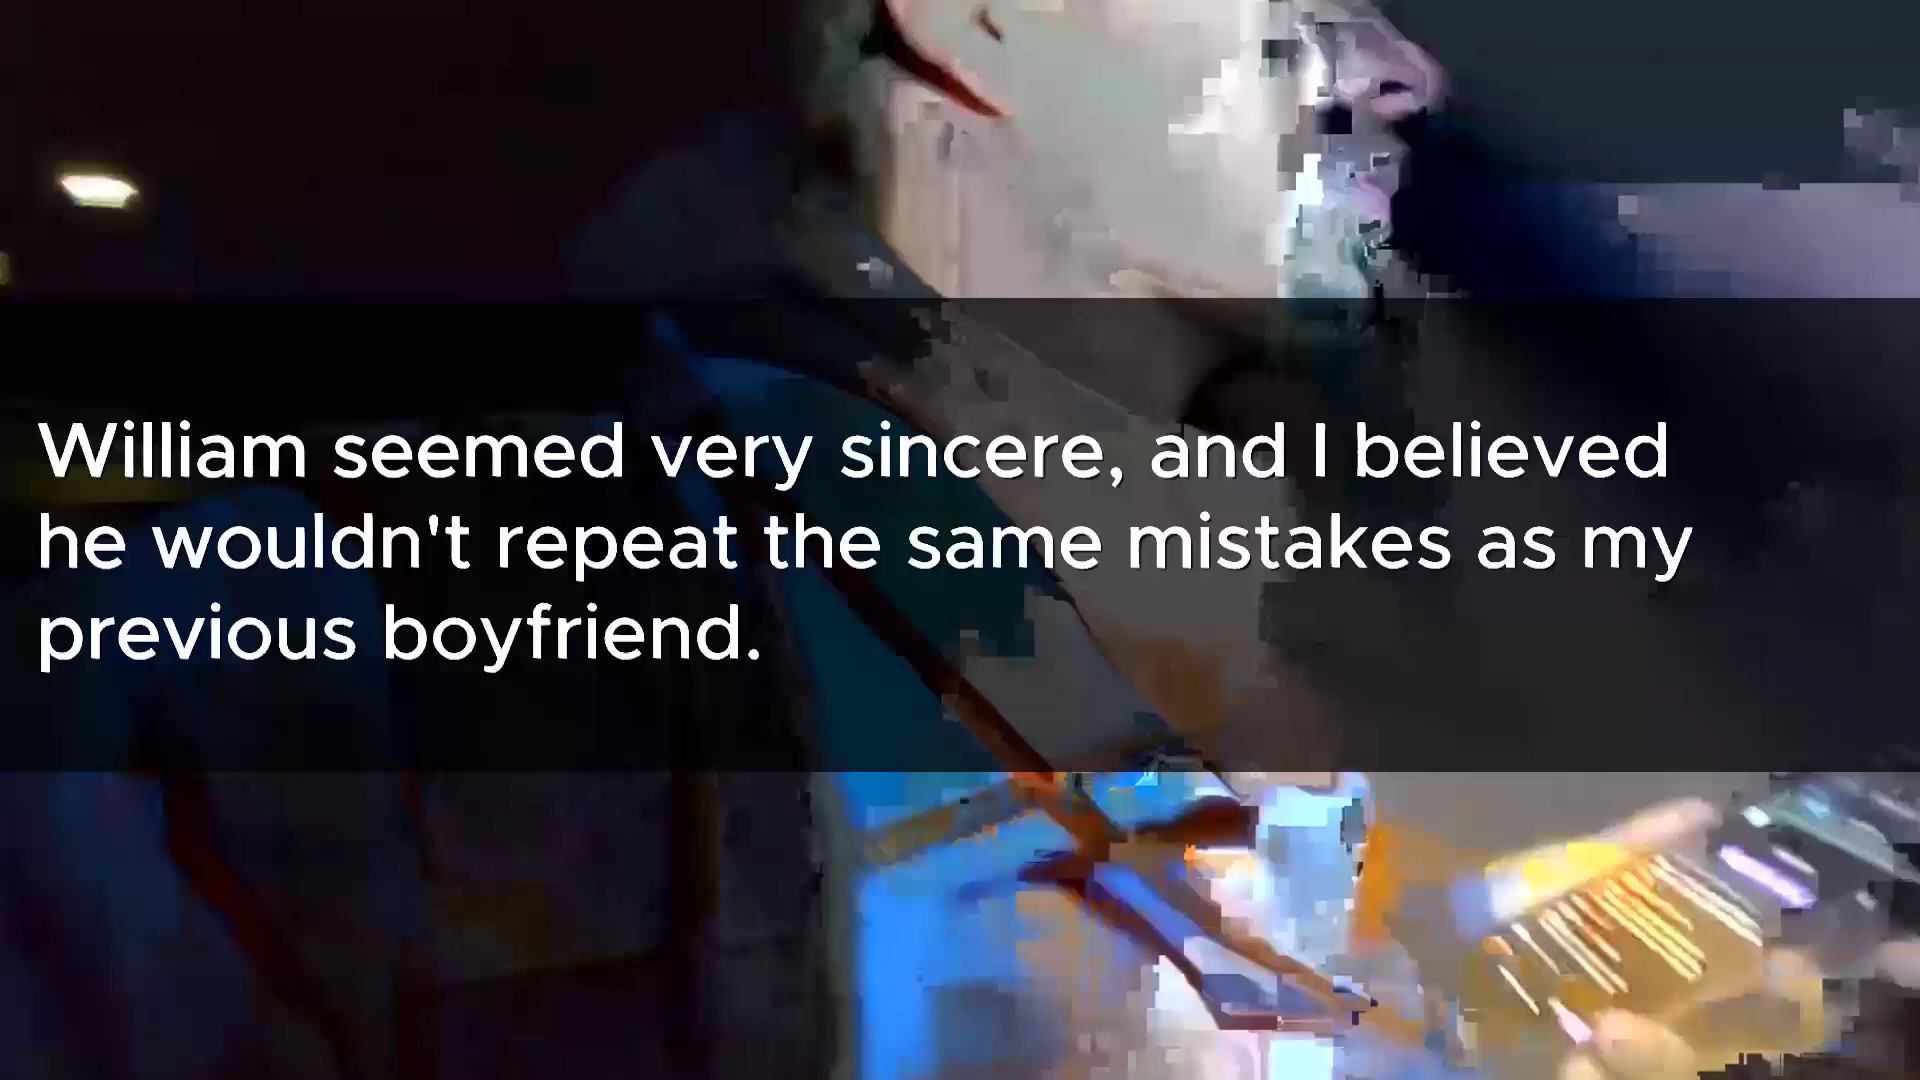 William seemed very sincere, and I believed
he wouldn't repeat the same mistakes as my
previous boyfriend.